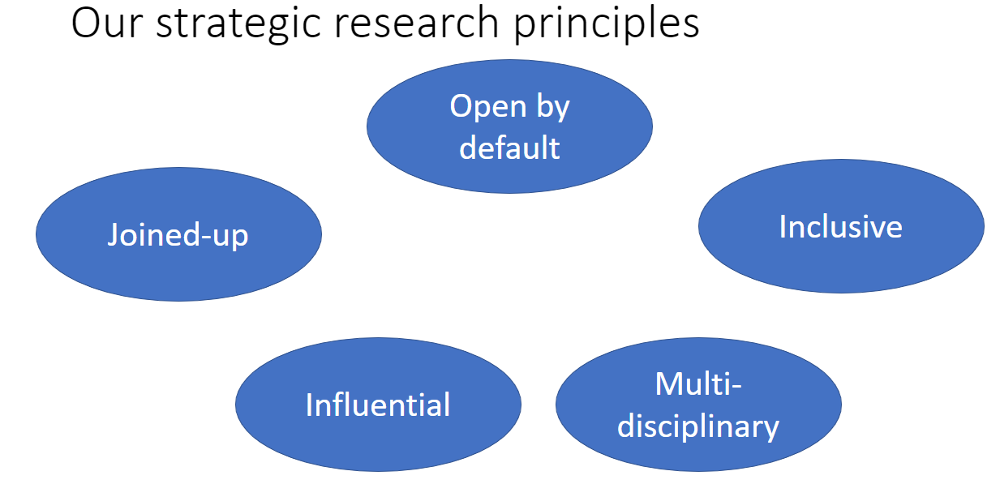 Our strategic research principles
Open by
default
Joined-up
Inclusive
Influential
Multi-
disciplinary